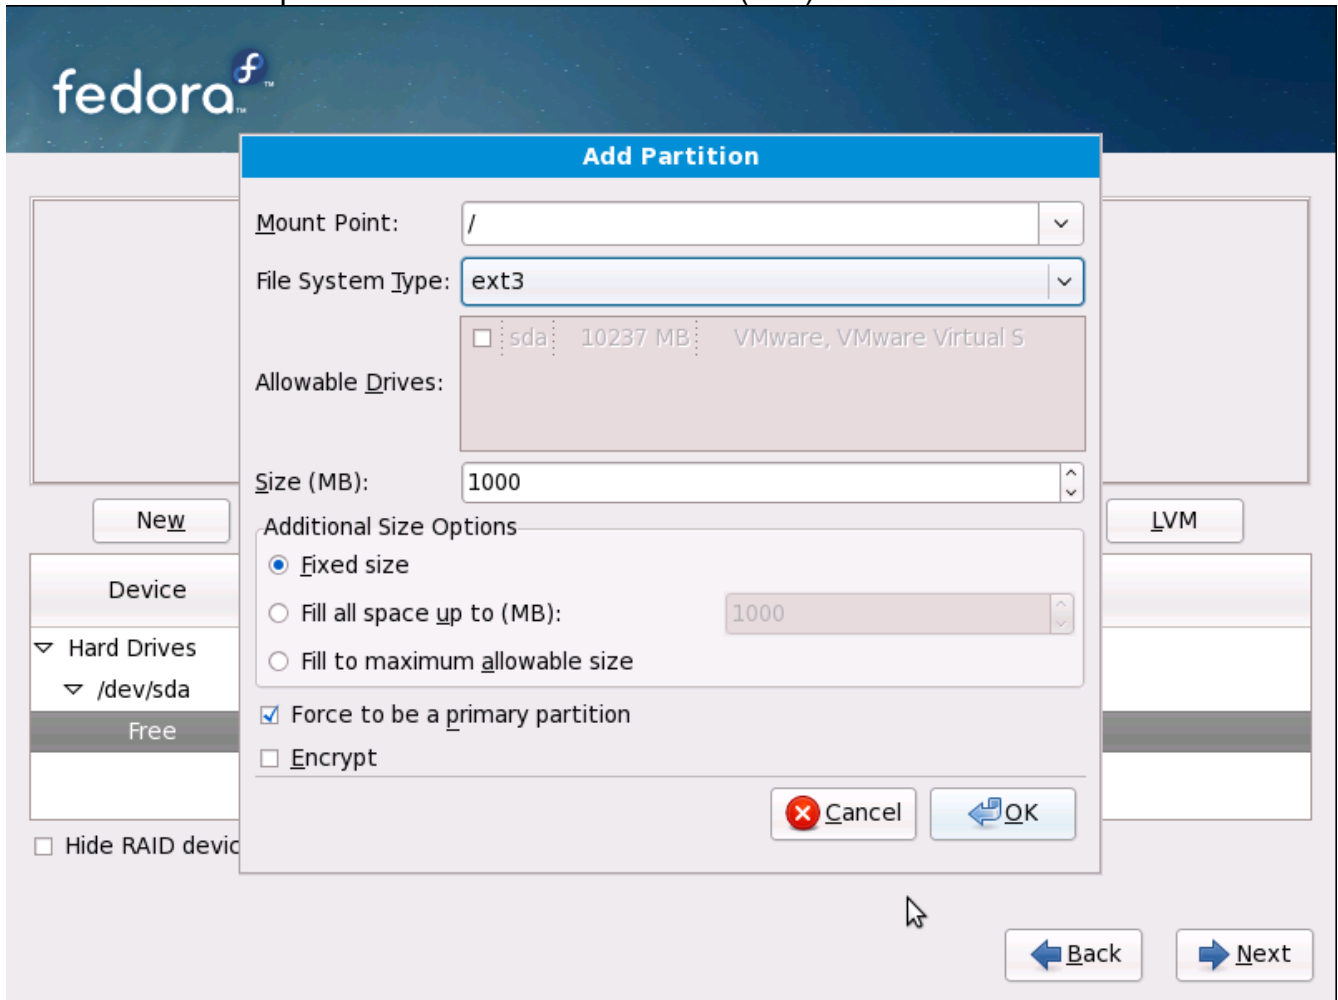 fedora
Add Partition
Mount Point: /
File System Type: ext3
sda 10237 MB VMware, VMware Virtual S
Allowable Drives:
Size (MB): 1000
New
LVM
Additional Size Options
Fixed size
Device
Fill all space up to (MB): 1000
Hard Drives
Fill to maximum allowable size
/dev/sda
Force to be a primary partition
Free
Encrypt
Cancel OK
Hide RAID devic
Back Next